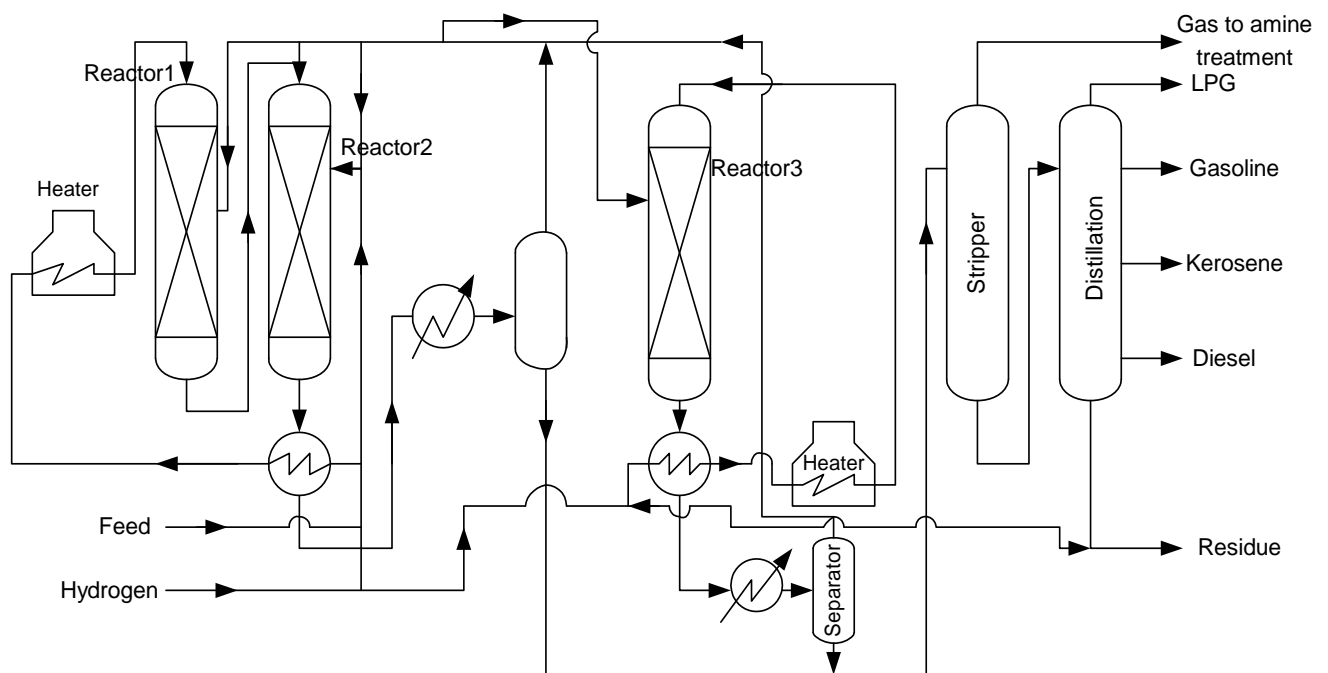 Gas to amine
treatment
LPG
Reactor1
Reactor2
Reactor3
Heater
Gasoline
Stripper
Distillation
Kerosene
Diesel
Heater
Feed
Residue
Hydrogen
Separator